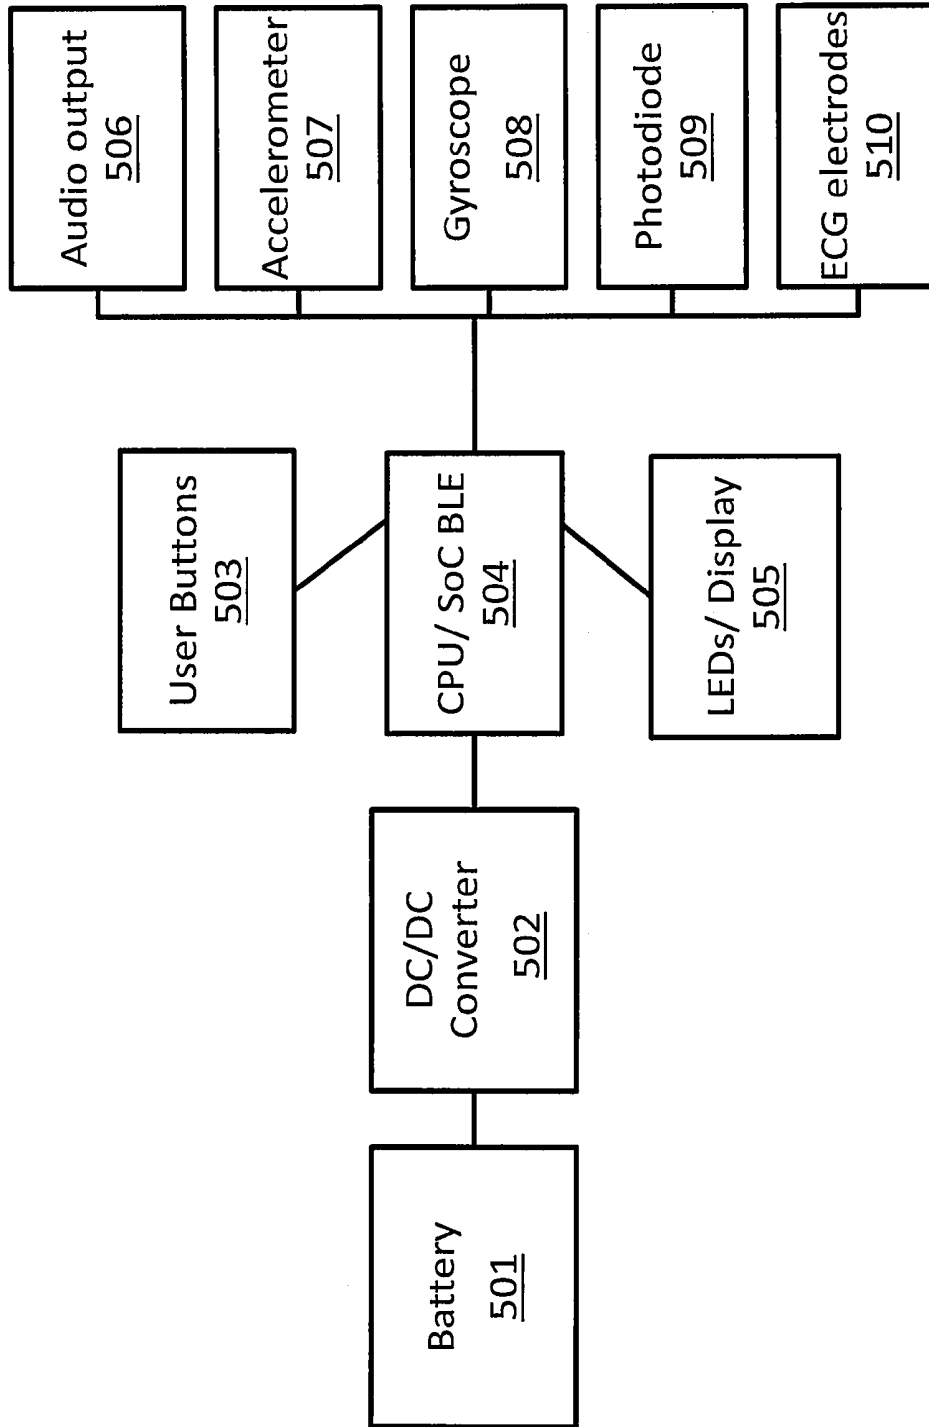 Battery
501
DC/DC
Converter
502
User Buttons
503
CPU/ SoC BLE
504
LEDs/ Display
505
Audio output
506
Accelerometer
507
Gyroscope
508
Photodiode
509
ECG electrodes
510